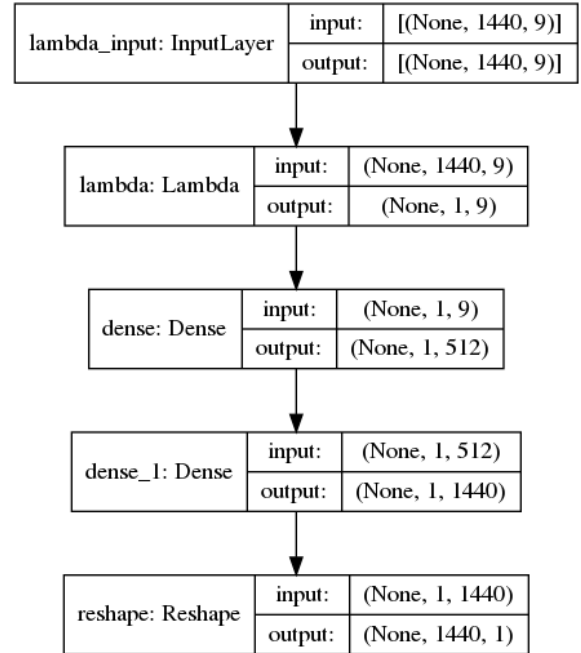 lambda_input: InputLayer
input: [(None, 1440, 9)]
output: [(None, 1440, 9)]
lambda: Lambda
input: (None, 1440, 9)
output: (None, 1, 9)
dense: Dense
input: (None, 1, 9)
output: (None, 1, 512)
dense_1: Dense
input: (None, 1, 512)
output: (None, 1, 1440)
reshape: Reshape
input: (None, 1, 1440)
output: (None, 1440, 1)